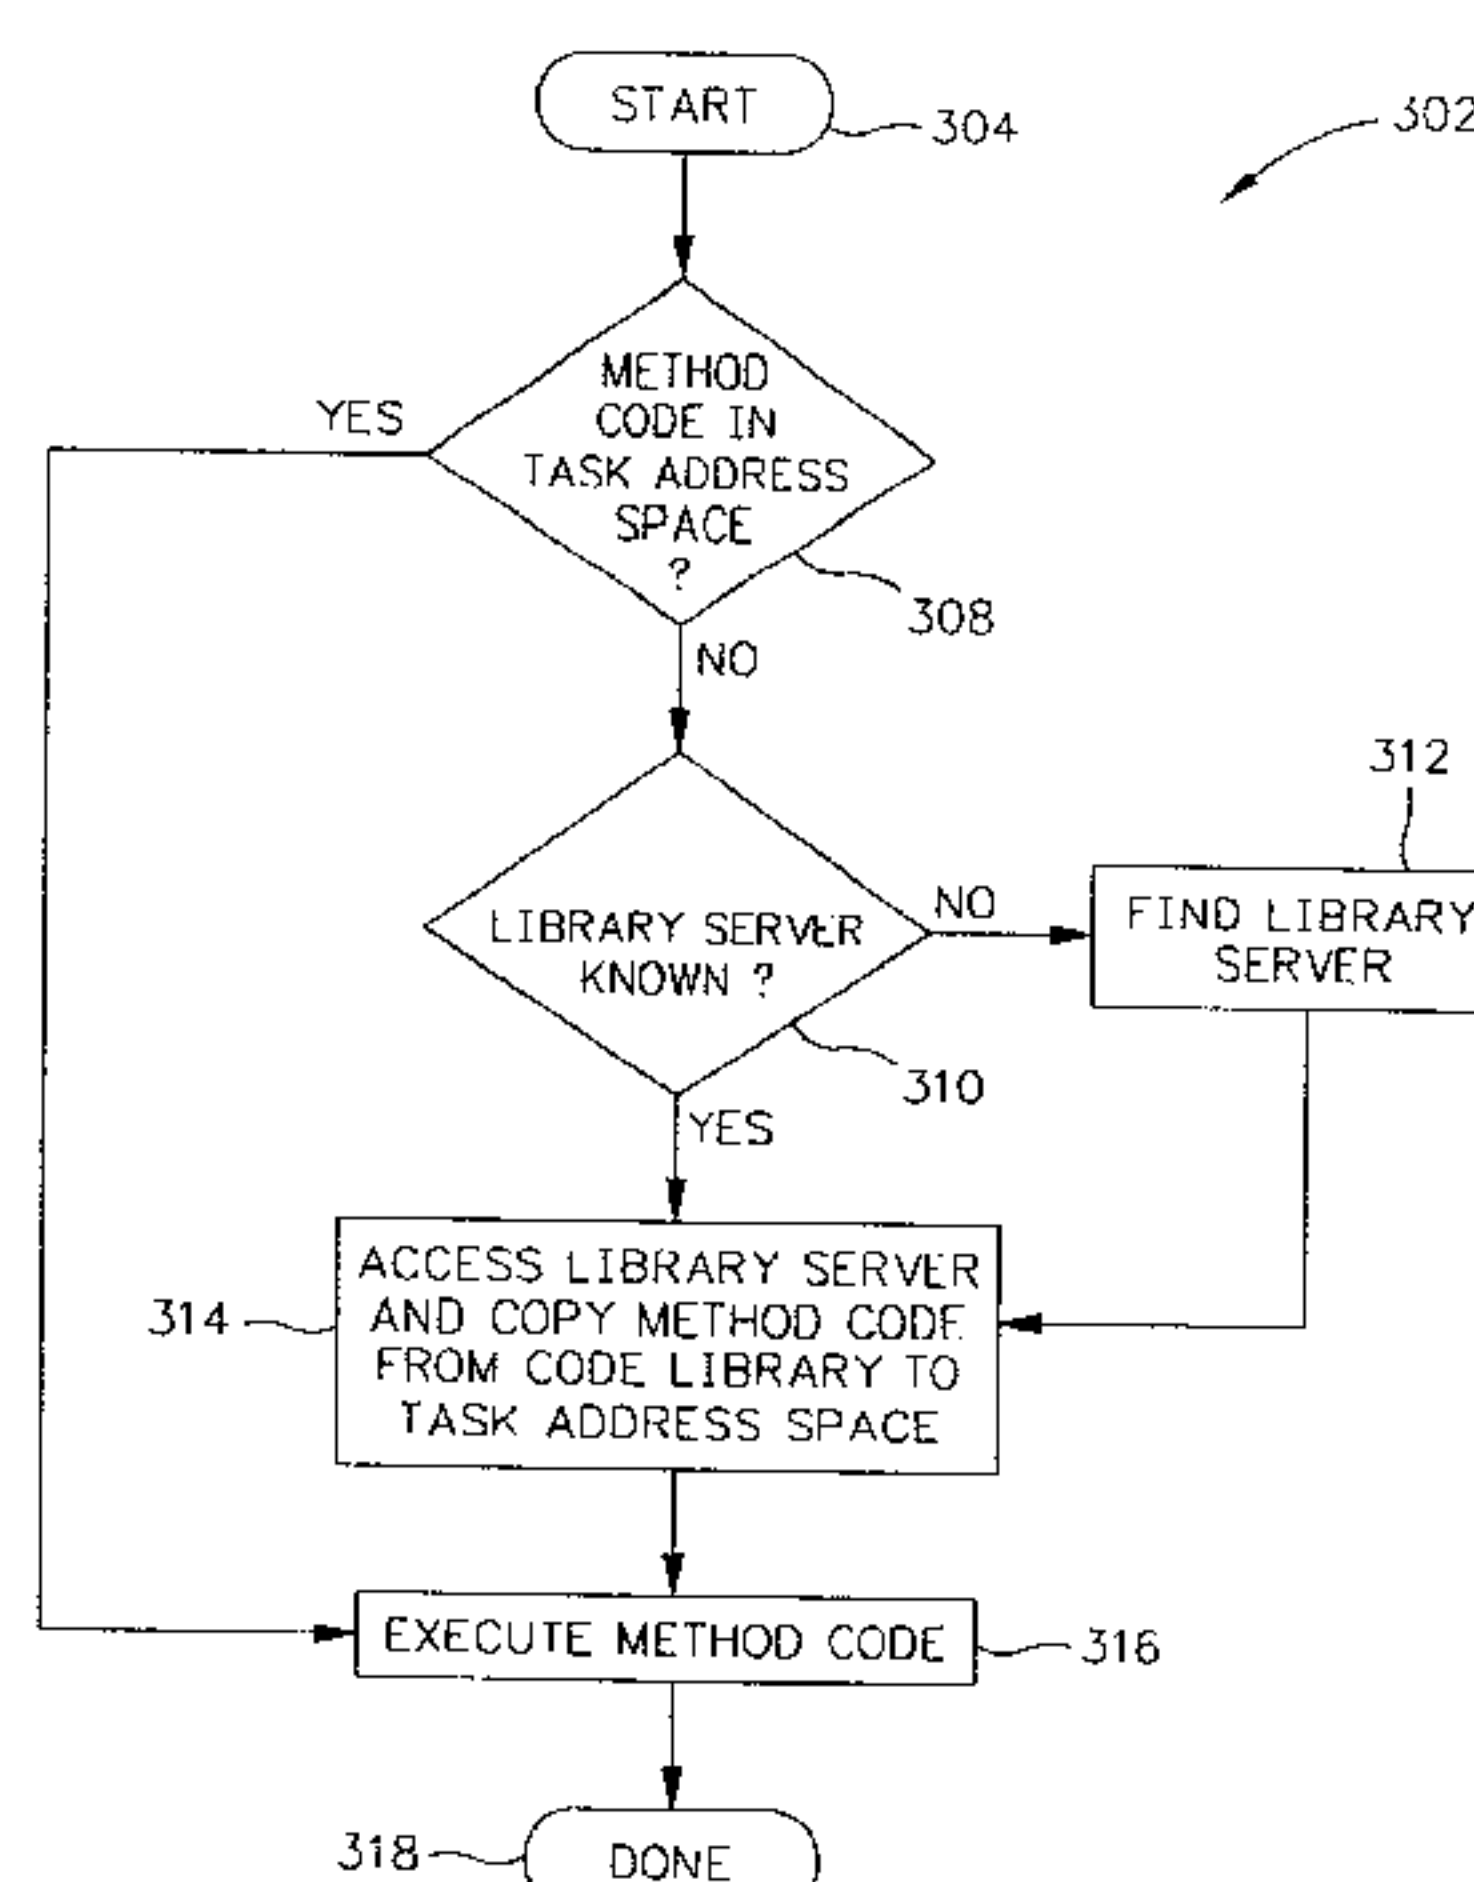 START
304
302
METHOD
CODE IN
TASK ADDRESS
SPACE
?
YES
308
NO
312
LIBRARY SERVER
KNOWN ?
NO
FIND LIBRARY
SERVER
310
YES
ACCESS LIBRARY SERVER
AND COPY METHOD CODE
FROM CODE LIBRARY TO
TASK ADDRESS SPACE
314
EXECUTE METHOD CODE
316
318
DONE